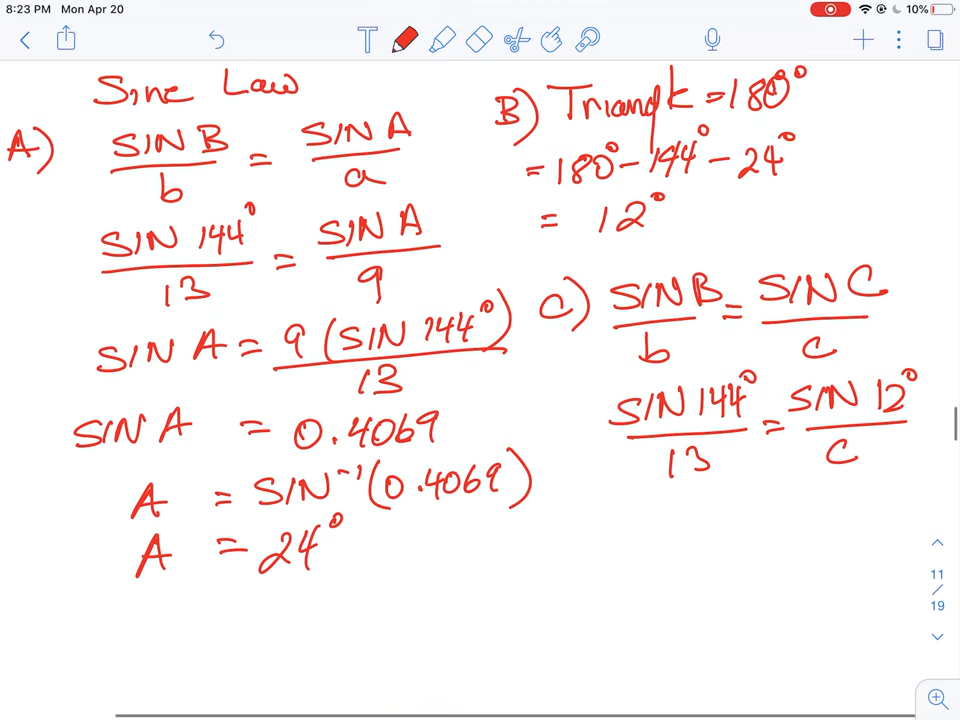 8:23 PM Mon Apr 20
10%
Sine Law
A)
SIN B / b = SIN A / a
SIN 144° / 13 = SIN A / 9
SIN A = 9 (SIN 144°) / 13
SIN A = 0.4069
A = SIN⁻¹(0.4069)
A = 24°
B) Triangle = 180°
= 180° - 144° - 24°
= 12°
C) SIN B / b = SIN C / c
SIN 144° / 13 = SIN 12° / c
11
/
19